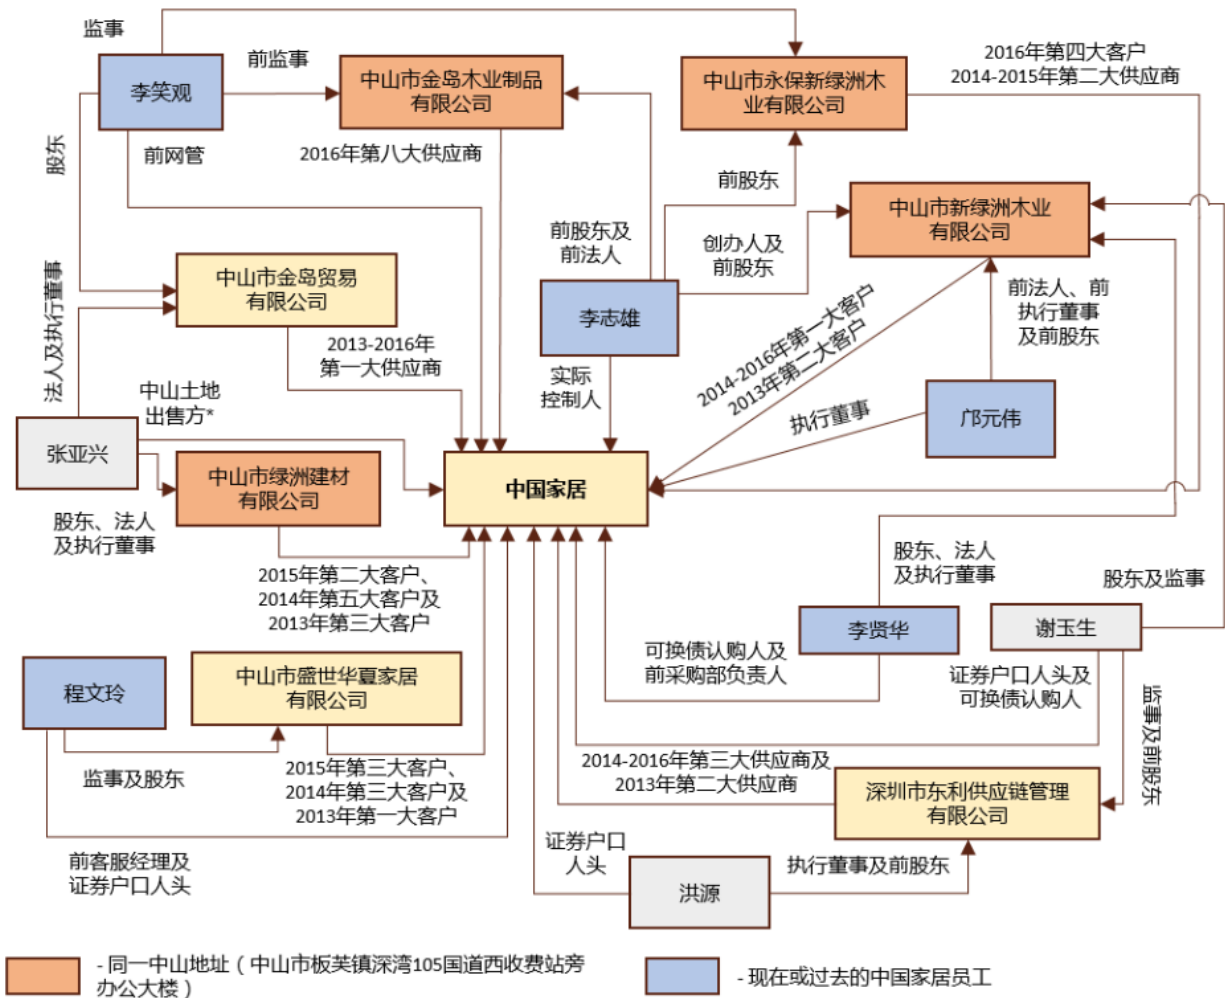 监事
李笑观
前监事
中山市金岛木业制品
有限公司
中山市永保新绿洲木
业有限公司
2016年第四大客户
2014-2015年第二大供应商
股东
前网管
2016年第八大供应商
前股东
中山市新绿洲木业
有限公司
前股东及
前法人
创办人及
前股东
法人及执行董事
中山市金岛贸易
有限公司
李志雄
2014-2016年第一大客户
2013年第二大客户
前法人、前
执行董事
及前股东
2013-2016年
第一大供应商
实际
控制人
中山土地
出售方*
执行董事
邝元伟
张亚兴
中山市绿洲建材
有限公司
中国家居
股东、法人
及执行董事
股东、法人
及执行董事
股东及监事
2015年第二大客户、
2014年第五大客户及
2013年第三大客户
李贤华
谢玉生
程文玲
中山市盛世华夏家居
有限公司
可换债认购人及
前采购部负责人
证券户口人头及
可换债认购人
监事及前股东
监事及股东
2015年第三大客户、
2014年第三大客户及
2013年第一大客户
2014-2016年第三大供应商及
2013年第二大供应商
深圳市东利供应链管理
有限公司
前客服经理及
证券户口人头
证券户口
人头
洪源
执行董事及前股东
- 同一中山地址（中山市板芙镇深湾105国道西收费站旁
办公大楼）
- 现在或过去的中国家居员工